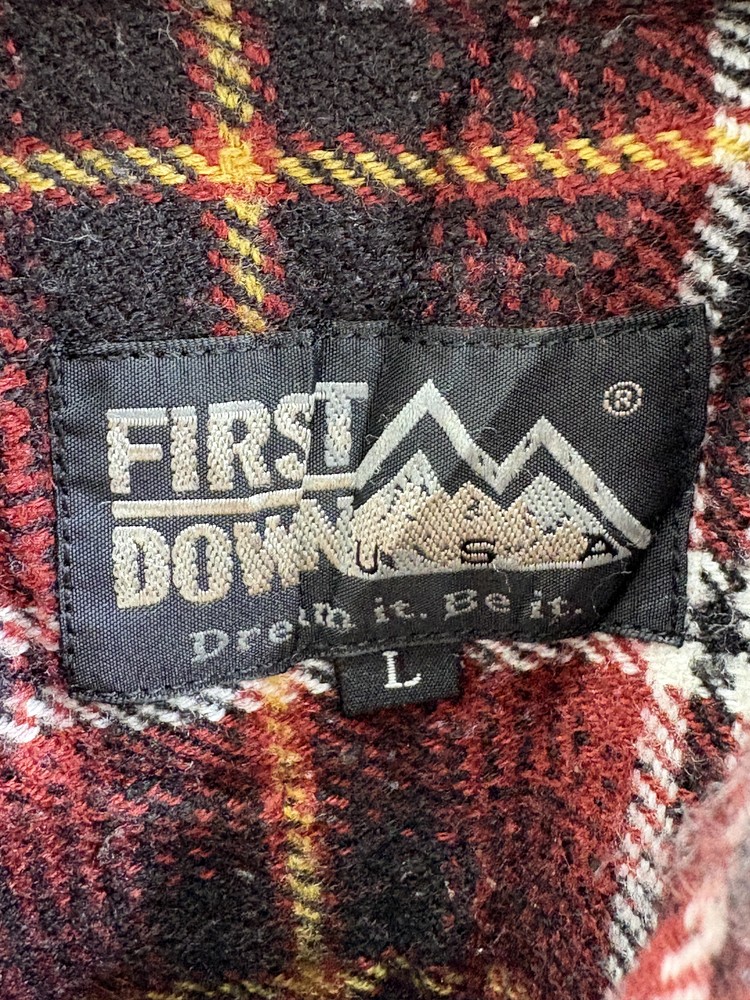 FIRST
DOWN
USA
®
Dream it. Be it.
L